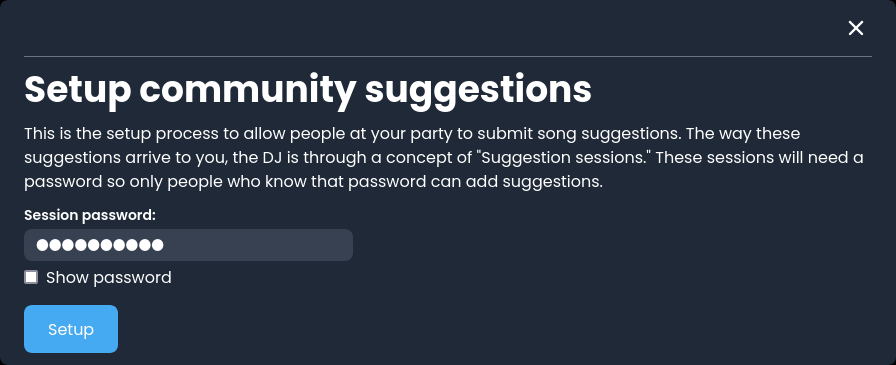 Setup community suggestions
This is the setup process to allow people at your party to submit song suggestions. The way these
suggestions arrive to you, the DJ is through a concept of "Suggestion sessions." These sessions will need a
password so only people who know that password can add suggestions.
Session password:
●●●●●●●●●●
Show password
Setup